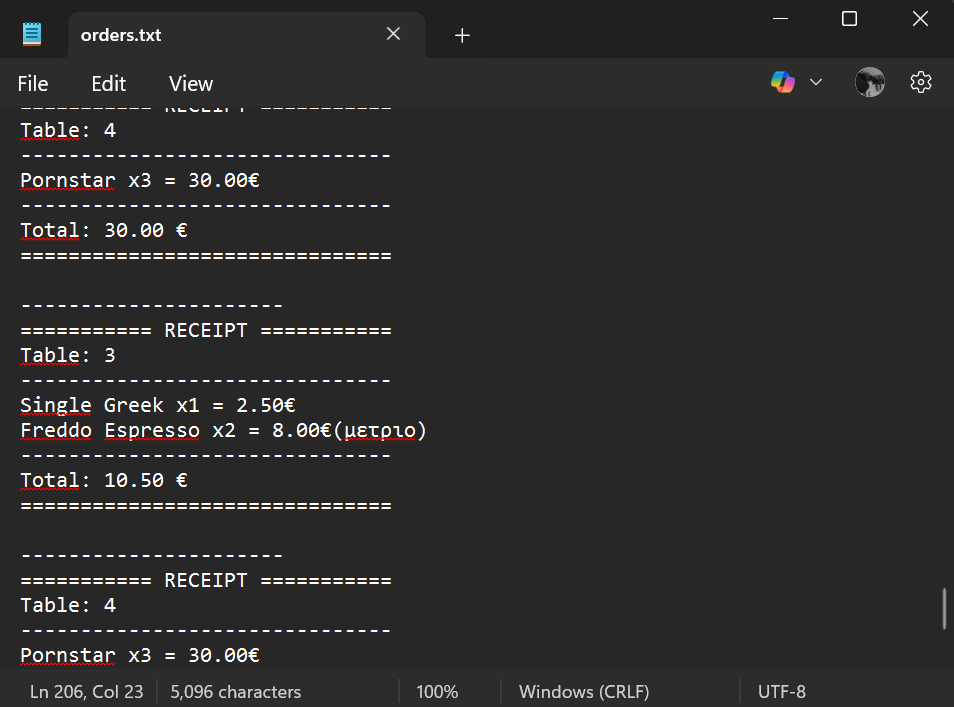 orders.txt
File Edit View
=========== RECEIPT ===========
Table: 4
-------------------------------
Pornstar x3 = 30.00€
-------------------------------
Total: 30.00 €
===============================
----------------------
=========== RECEIPT ===========
Table: 3
-------------------------------
Single Greek x1 = 2.50€
Freddo Espresso x2 = 8.00€(μετριο)
-------------------------------
Total: 10.50 €
===============================
----------------------
=========== RECEIPT ===========
Table: 4
-------------------------------
Pornstar x3 = 30.00€
Ln 206, Col 23 5,096 characters 100% Windows (CRLF) UTF-8